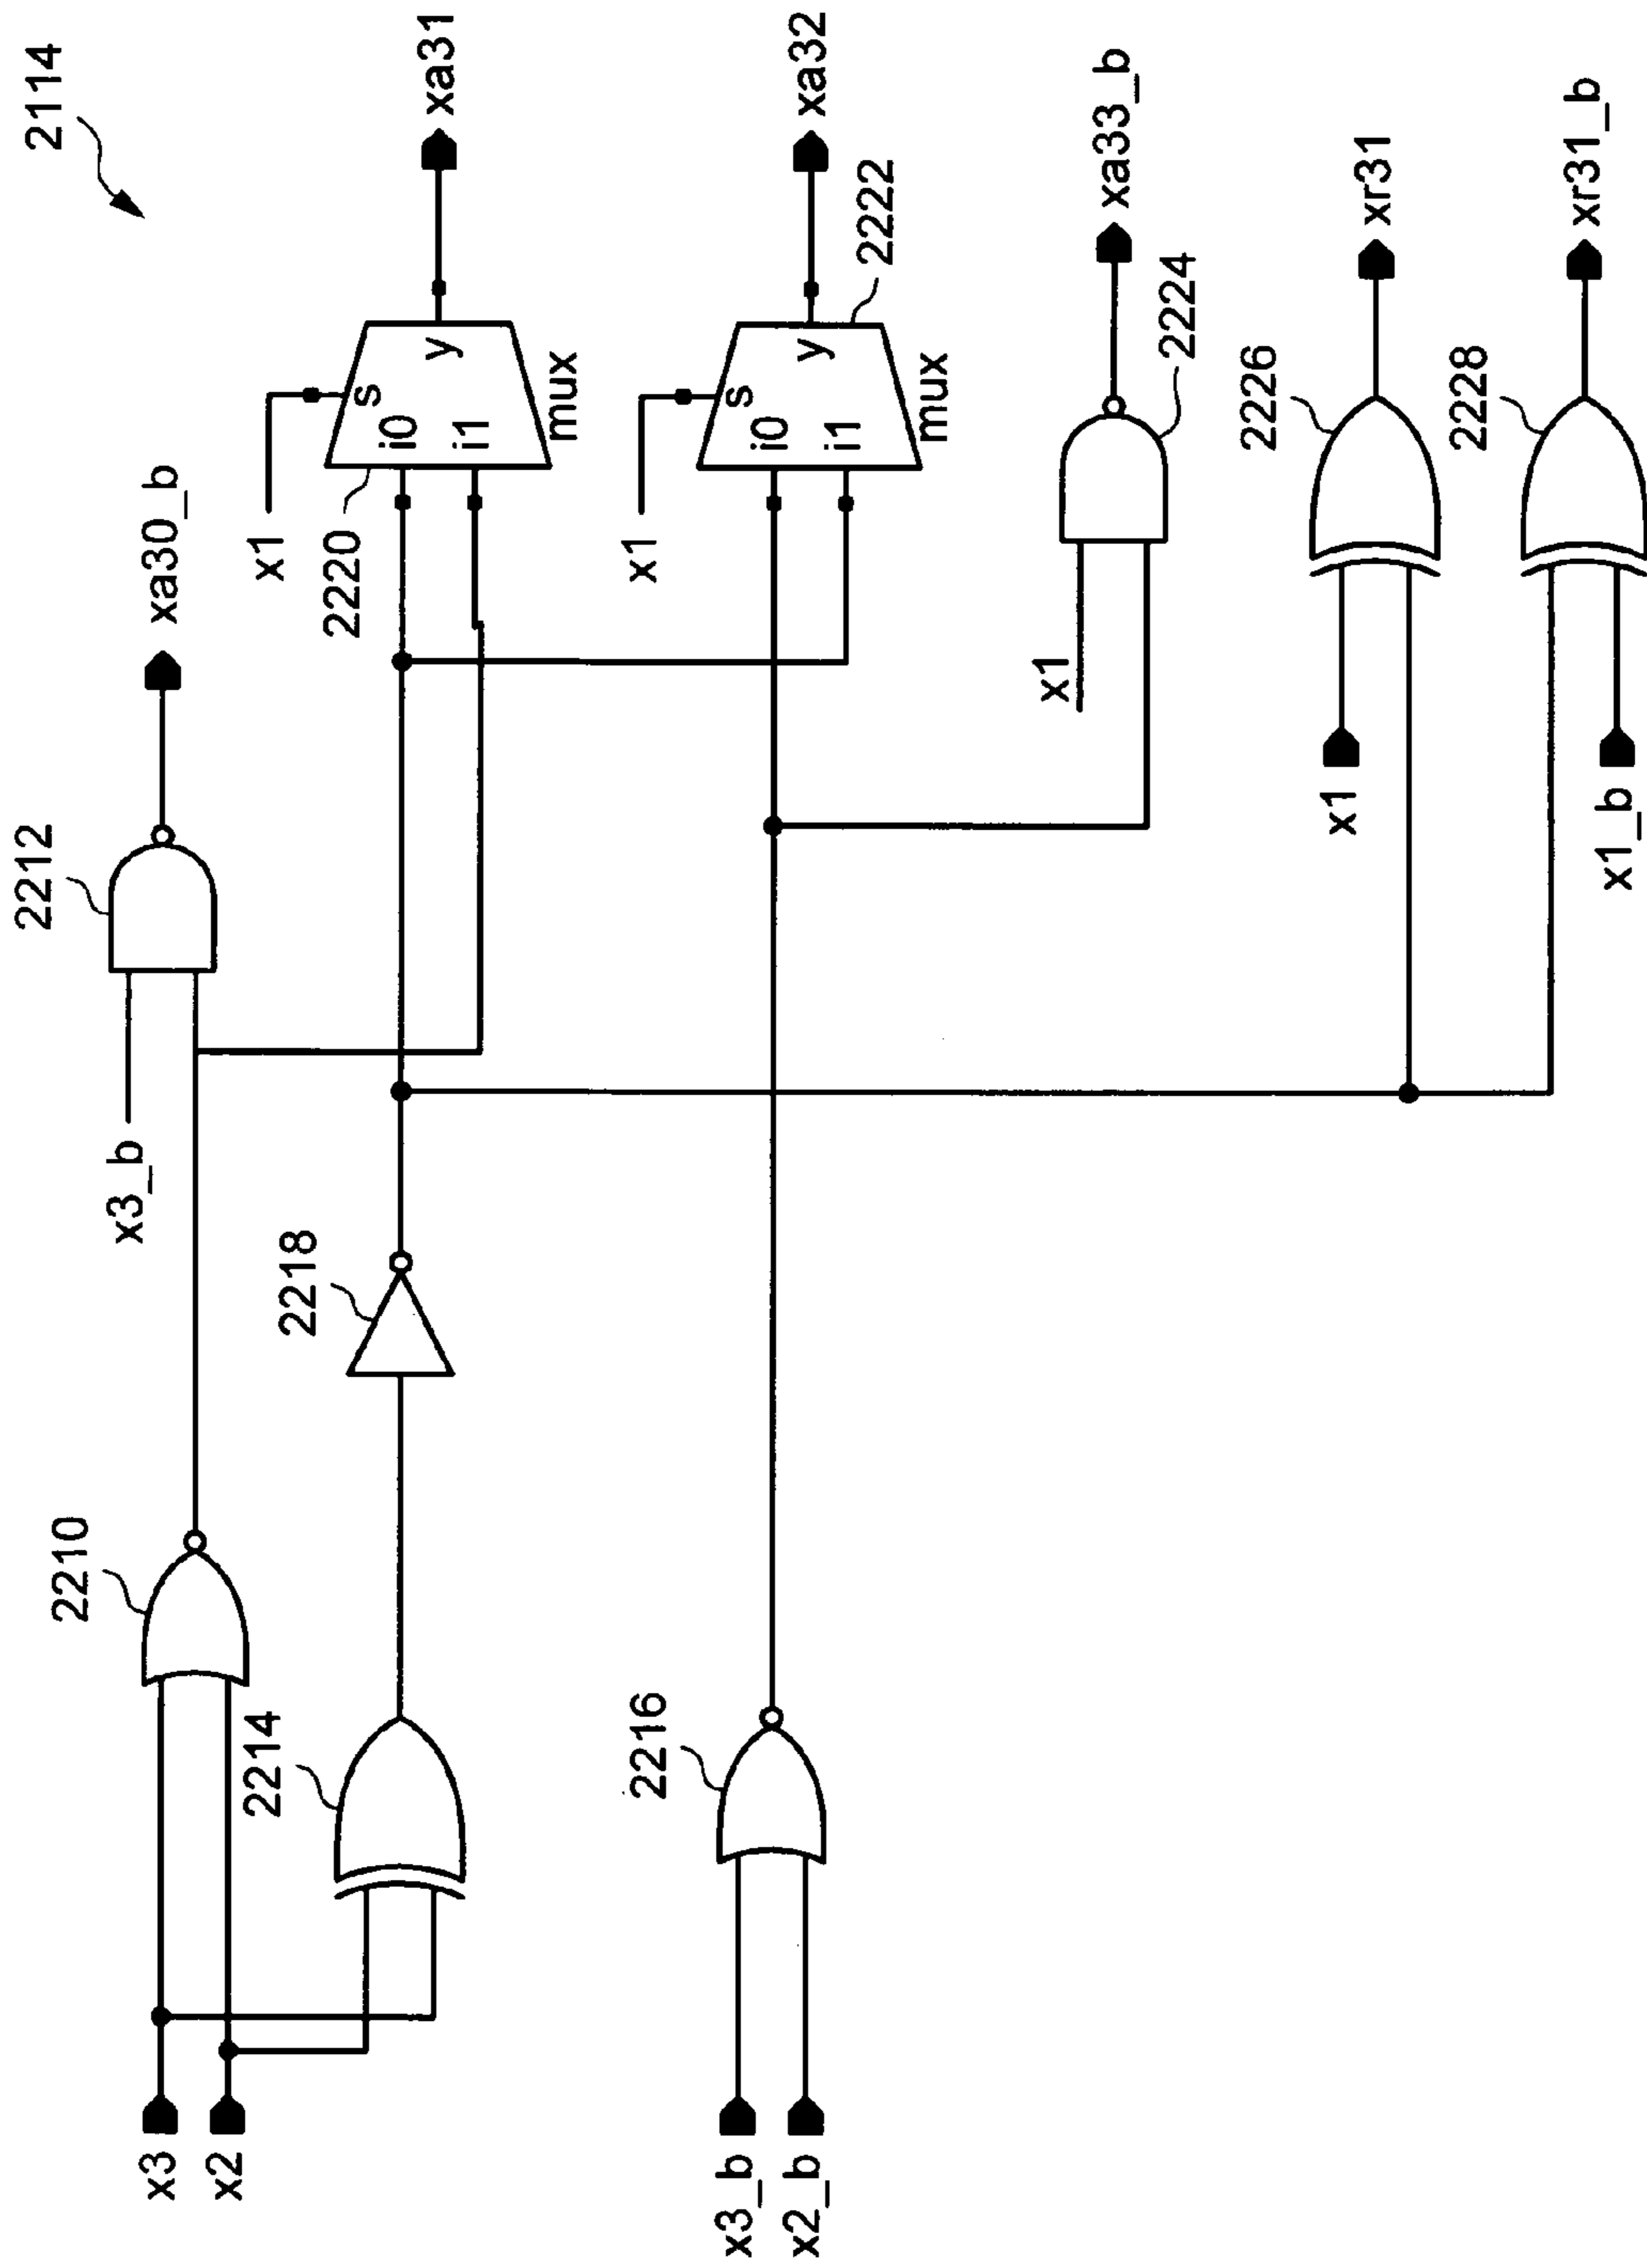 2114
x3
x2
2210
x3_b
2212
xa30_b
2214
2218
x1
2220
s
i0
i1
y
mux
xa31
x3_b
x2_b
2216
x1
s
i0
i1
y
mux
2222
xa32
x1
2224
xa33_b
x1
2226
xr31
x1_b
2228
xr31_b